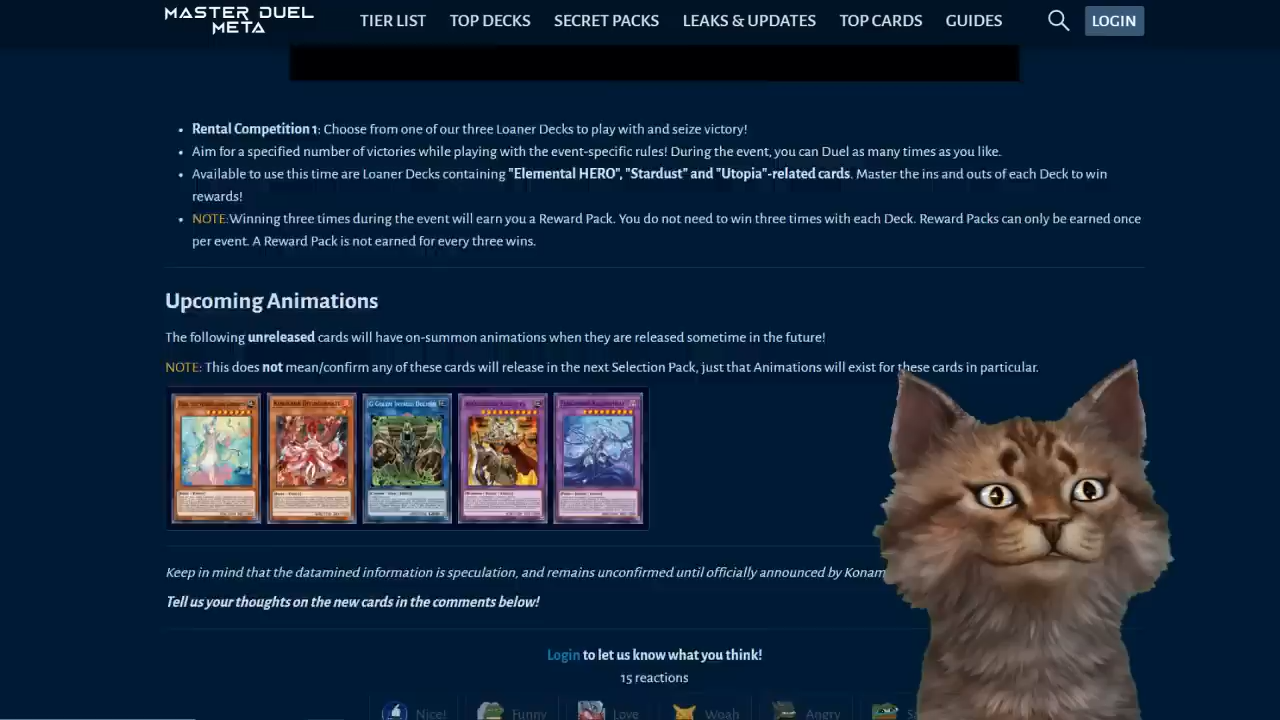 MASTER DUEL
META
TIER LIST
TOP DECKS
SECRET PACKS
LEAKS & UPDATES
TOP CARDS
GUIDES
LOGIN
Rental Competition 1: Choose from one of our three Loaner Decks to play with and seize victory!
Aim for a specified number of victories while playing with the event-specific rules! During the event, you can Duel as many times as you like.
Available to use this time are Loaner Decks containing "Elemental HERO", "Stardust" and "Utopia"-related cards. Master the ins and outs of each Deck to win
rewards!
NOTE:Winning three times during the event will earn you a Reward Pack. You do not need to win three times with each Deck. Reward Packs can only be earned once
per event. A Reward Pack is not earned for every three wins.
Upcoming Animations
The following unreleased cards will have on-summon animations when they are released sometime in the future!
NOTE: This does not mean/confirm any of these cards will release in the next Selection Pack, just that Animations will exist for these cards in particular.
Keep in mind that the datamined information is speculation, and remains unconfirmed until officially announced by Konam
Tell us your thoughts on the new cards in the comments below!
Login to let us know what you think!
15 reactions
Nice!
Funny
Love
Woah
Angry